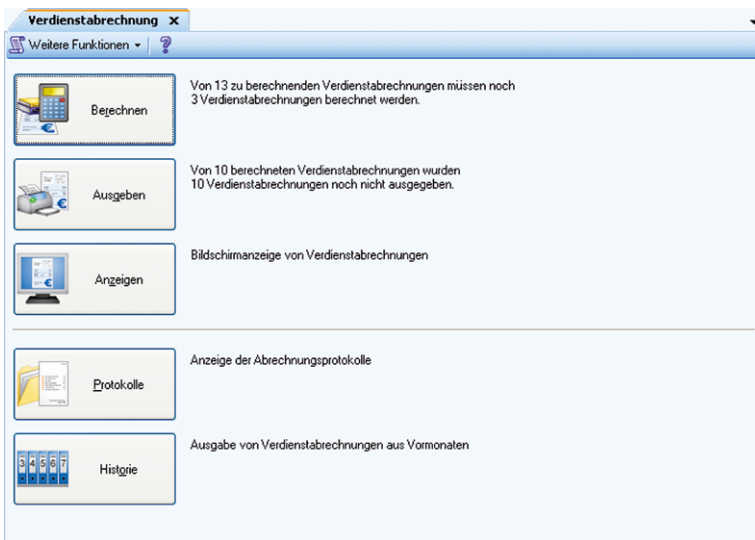 Verdienstabrechnung x
Weitere Funktionen ?
Berechnen
Von 13 zu berechnenden Verdienstabrechnungen müssen noch
3 Verdienstabrechnungen berechnet werden.
Ausgeben
Von 10 berechneten Verdienstabrechnungen wurden
10 Verdienstabrechnungen noch nicht ausgegeben.
Anzeigen
Bildschirmanzeige von Verdienstabrechnungen
Protokolle
Anzeige der Abrechnungsprotokolle
3 4 5 6 7
Historie
Ausgabe von Verdienstabrechnungen aus Vormonaten